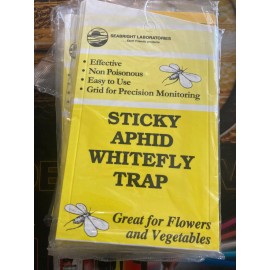 SEABRIGHT LABORATORIES
• Effective
• Non Poisonous
• Easy to Use
• Grid for Precision Monitoring
STICKY
APHID
WHITEFLY
TRAP
Great for Flowers
and Vegetables